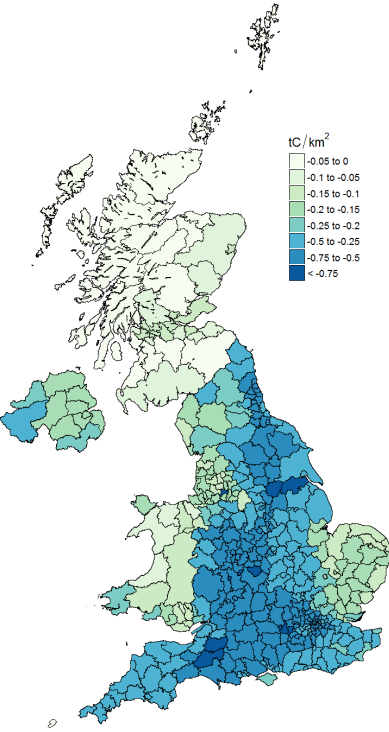 tC/km²
-0.05 to 0
-0.1 to -0.05
-0.15 to -0.1
-0.2 to -0.15
-0.25 to -0.2
-0.5 to -0.25
-0.75 to -0.5
< -0.75